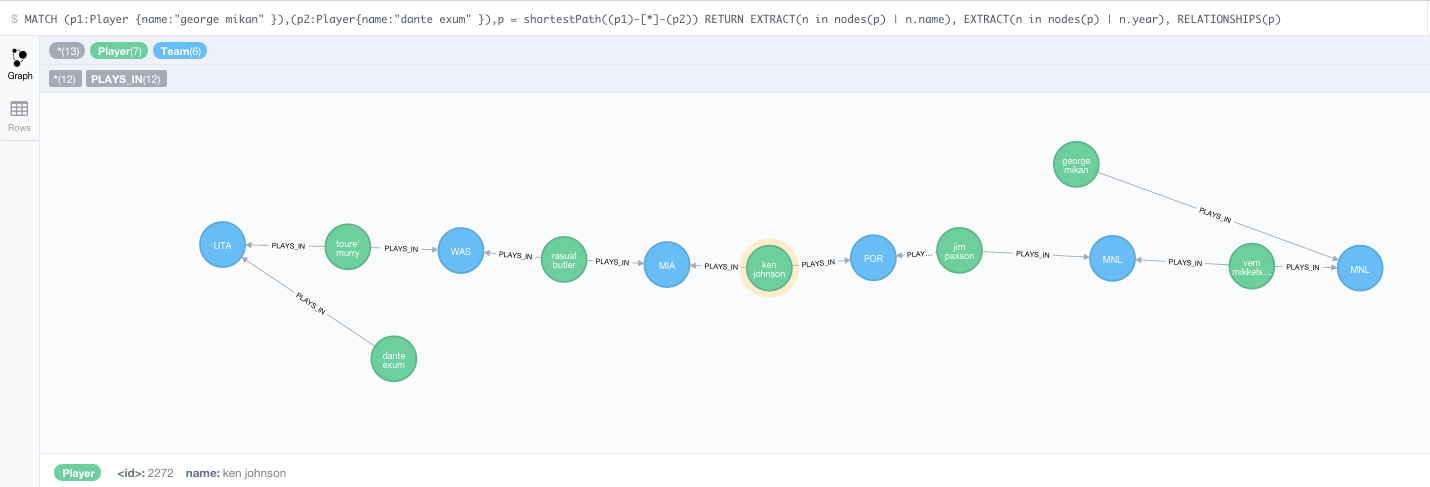 $ MATCH (p1:Player {name:"george mikan" }),(p2:Player{name:"dante exum" }),p = shortestPath((p1)-[*]-(p2)) RETURN EXTRACT(n in nodes(p) | n.name), EXTRACT(n in nodes(p) | n.year), RELATIONSHIPS(p)
*(13) Player(7) Team(6)
Graph
*(12) PLAYS_IN(12)
Rows
george
mikan
PLAYS_IN
UTA
PLAYS_IN
toure'
murry
PLAYS_IN
WAS
PLAYS_IN
rasual
butler
PLAYS_IN
MIA
PLAYS_IN
ken
johnson
PLAYS_IN
POR
PLAY...
jim
paxson
PLAYS_IN
MNL
PLAYS_IN
vern
mikkels...
PLAYS_IN
MNL
PLAYS_IN
dante
exum
Player <id>: 2272 name: ken johnson